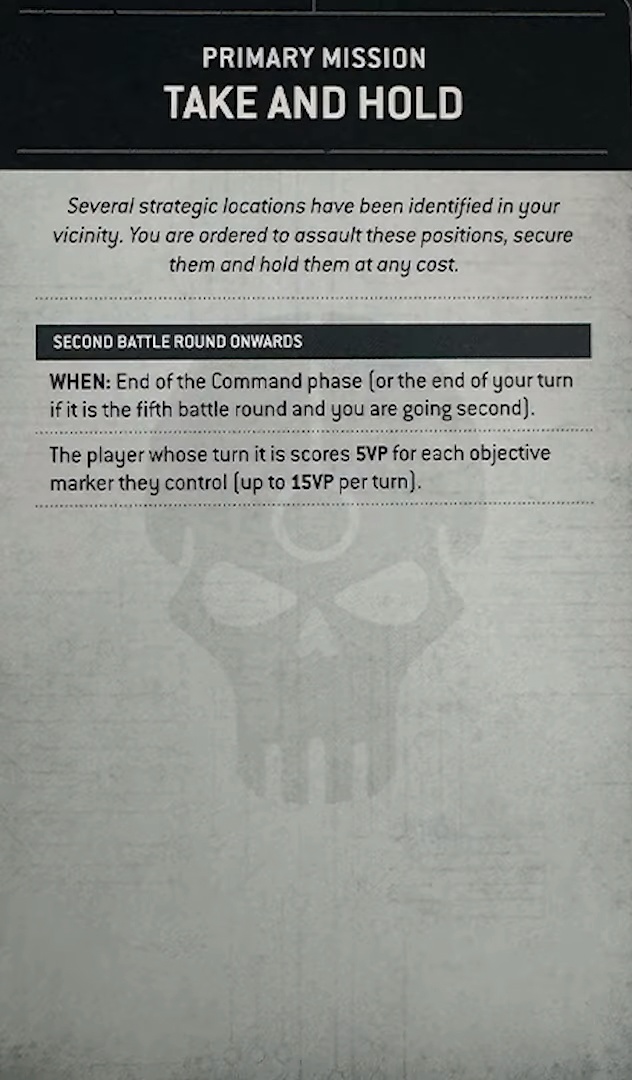 PRIMARY MISSION
TAKE AND HOLD
Several strategic locations have been identified in your
vicinity. You are ordered to assault these positions, secure
them and hold them at any cost.
SECOND BATTLE ROUND ONWARDS
WHEN: End of the Command phase (or the end of your turn
if it is the fifth battle round and you are going second).
The player whose turn it is scores 5VP for each objective
marker they control (up to 15VP per turn).